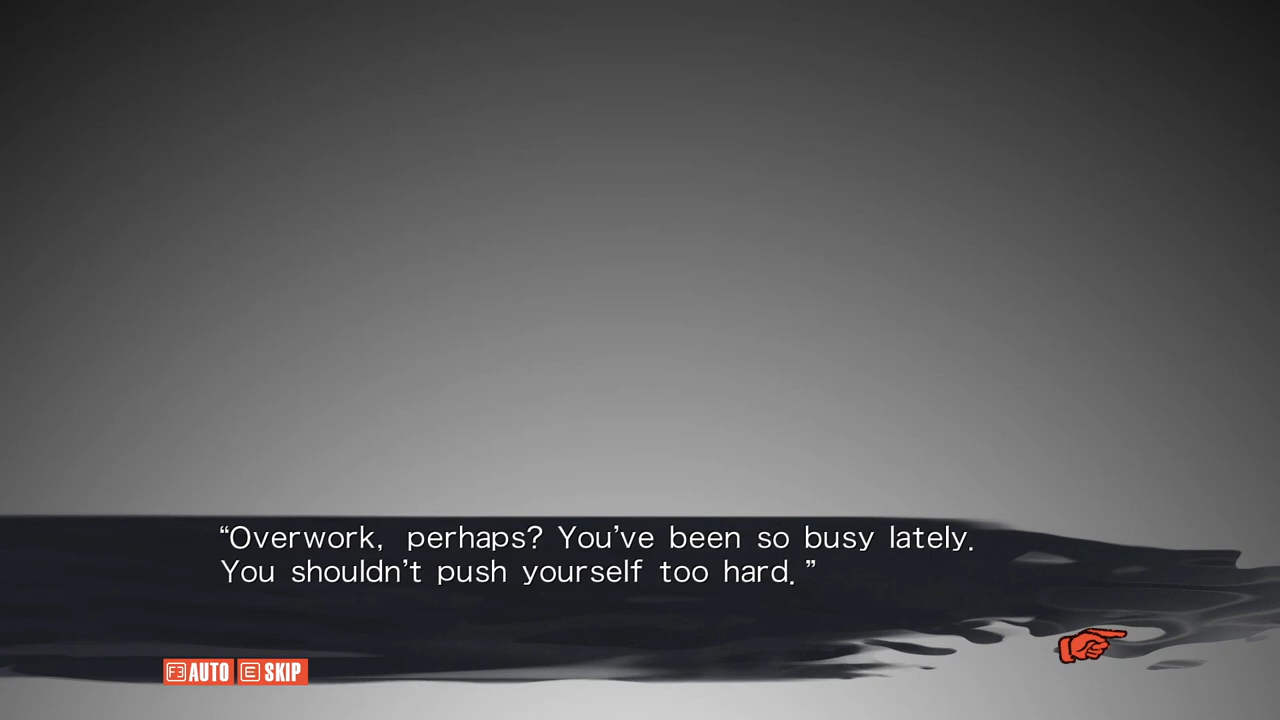 “Overwork, perhaps? You’ve been so busy lately.
You shouldn’t push yourself too hard.”
F3 AUTO E SKIP